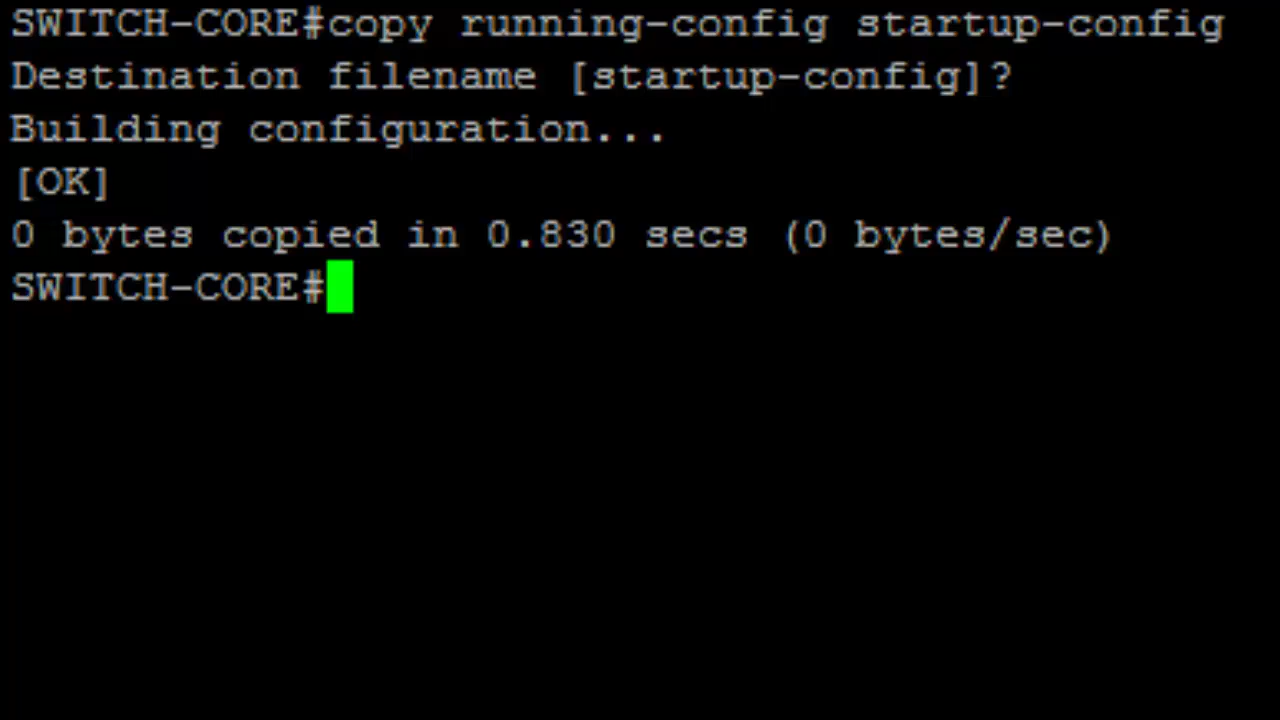 SWITCH-CORE#copy running-config startup-config
Destination filename [startup-config]?
Building configuration...
[OK]
0 bytes copied in 0.830 secs (0 bytes/sec)
SWITCH-CORE#